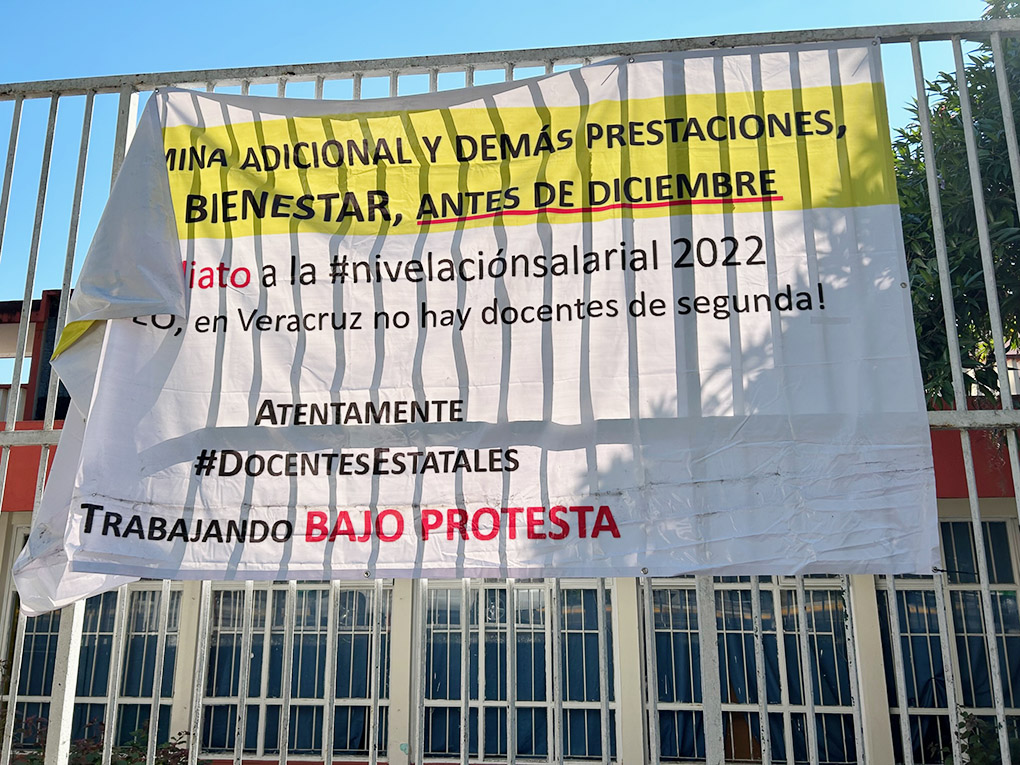 MINA ADICIONAL Y DEMÁS PRESTACIONES,
BIENESTAR, ANTES DE DICIEMBRE
diato a la #nivelaciónsalarial 2022
en Veracruz no hay docentes de segunda!
ATENTAMENTE
#DOCENTESESTATALES
TRABAJANDO BAJO PROTESTA